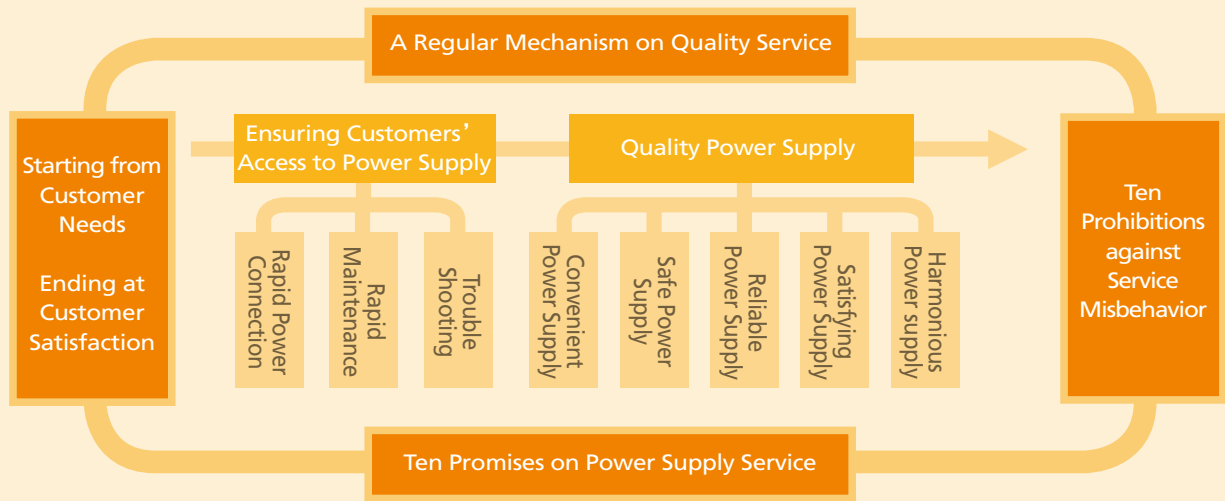 A Regular Mechanism on Quality Service
Starting from
Customer
Needs
Ending at
Customer
Satisfaction
Ensuring Customers’
Access to Power Supply
Quality Power Supply
Rapid Power
Connection
Rapid
Maintenance
Trouble
Shooting
Convenient
Power Supply
Safe Power
Supply
Reliable
Power Supply
Satisfying
Power Supply
Harmonious
Power supply
Ten
Prohibitions
against
Service
Misbehavior
Ten Promises on Power Supply Service